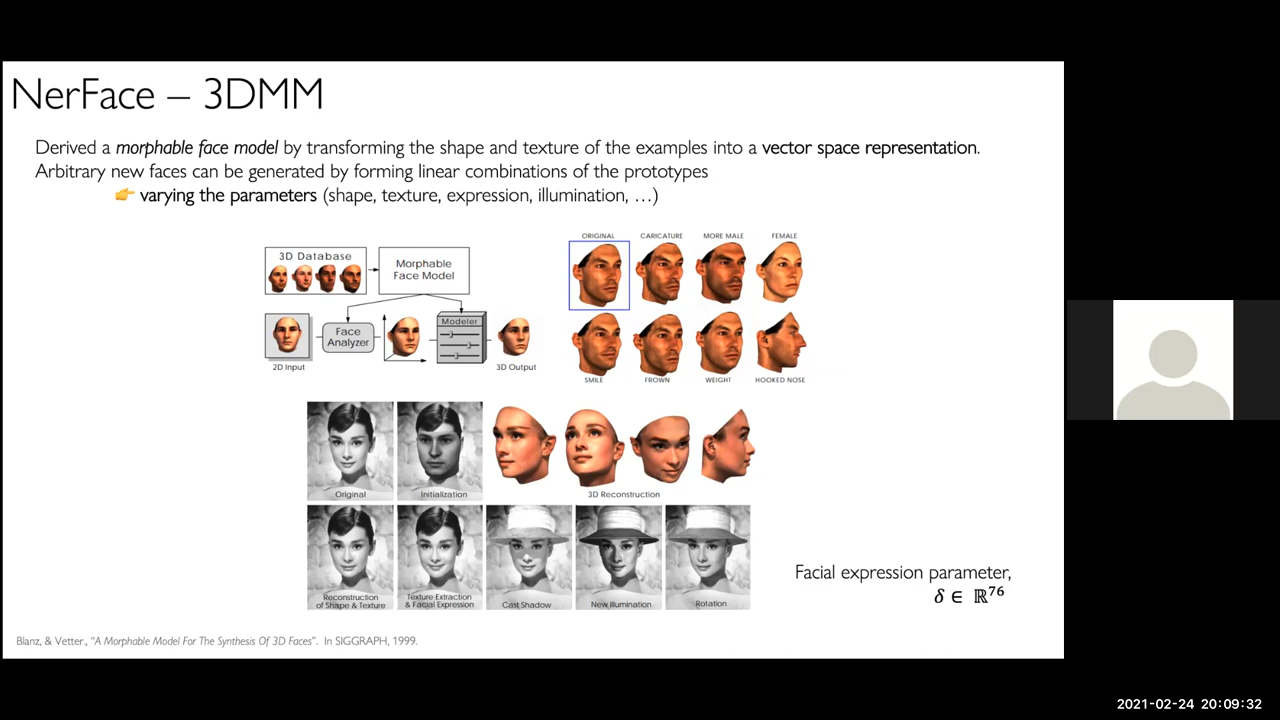 NerFace – 3DMM
Derived a morphable face model by transforming the shape and texture of the examples into a vector space representation.
Arbitrary new faces can be generated by forming linear combinations of the prototypes
👉 varying the parameters (shape, texture, expression, illumination, …)
3D Database
Morphable
Face Model
Face
Analyzer
Modeler
2D Input
3D Output
ORIGINAL
CARICATURE
MORE MALE
FEMALE
SMILE
FROWN
WEIGHT
HOOKED NOSE
Original
Initialization
3D Reconstruction
Reconstruction
of Shape & Texture
Texture Extraction
& Facial Expression
Cast Shadow
New Illumination
Rotation
Facial expression parameter,
δ ∈ ℝ⁷⁶
Blanz, & Vetter., “A Morphable Model For The Synthesis Of 3D Faces”. In SIGGRAPH, 1999.
2021-02-24 20:09:32